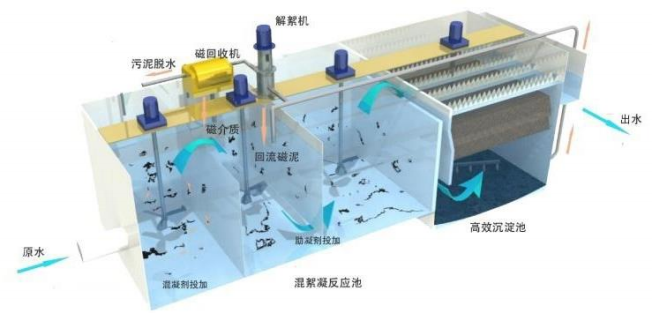 解絮机
磁回收机
污泥脱水
磁介质
回流磁泥
出水
助凝剂投加
高效沉淀池
原水
混凝剂投加
混絮凝反应池